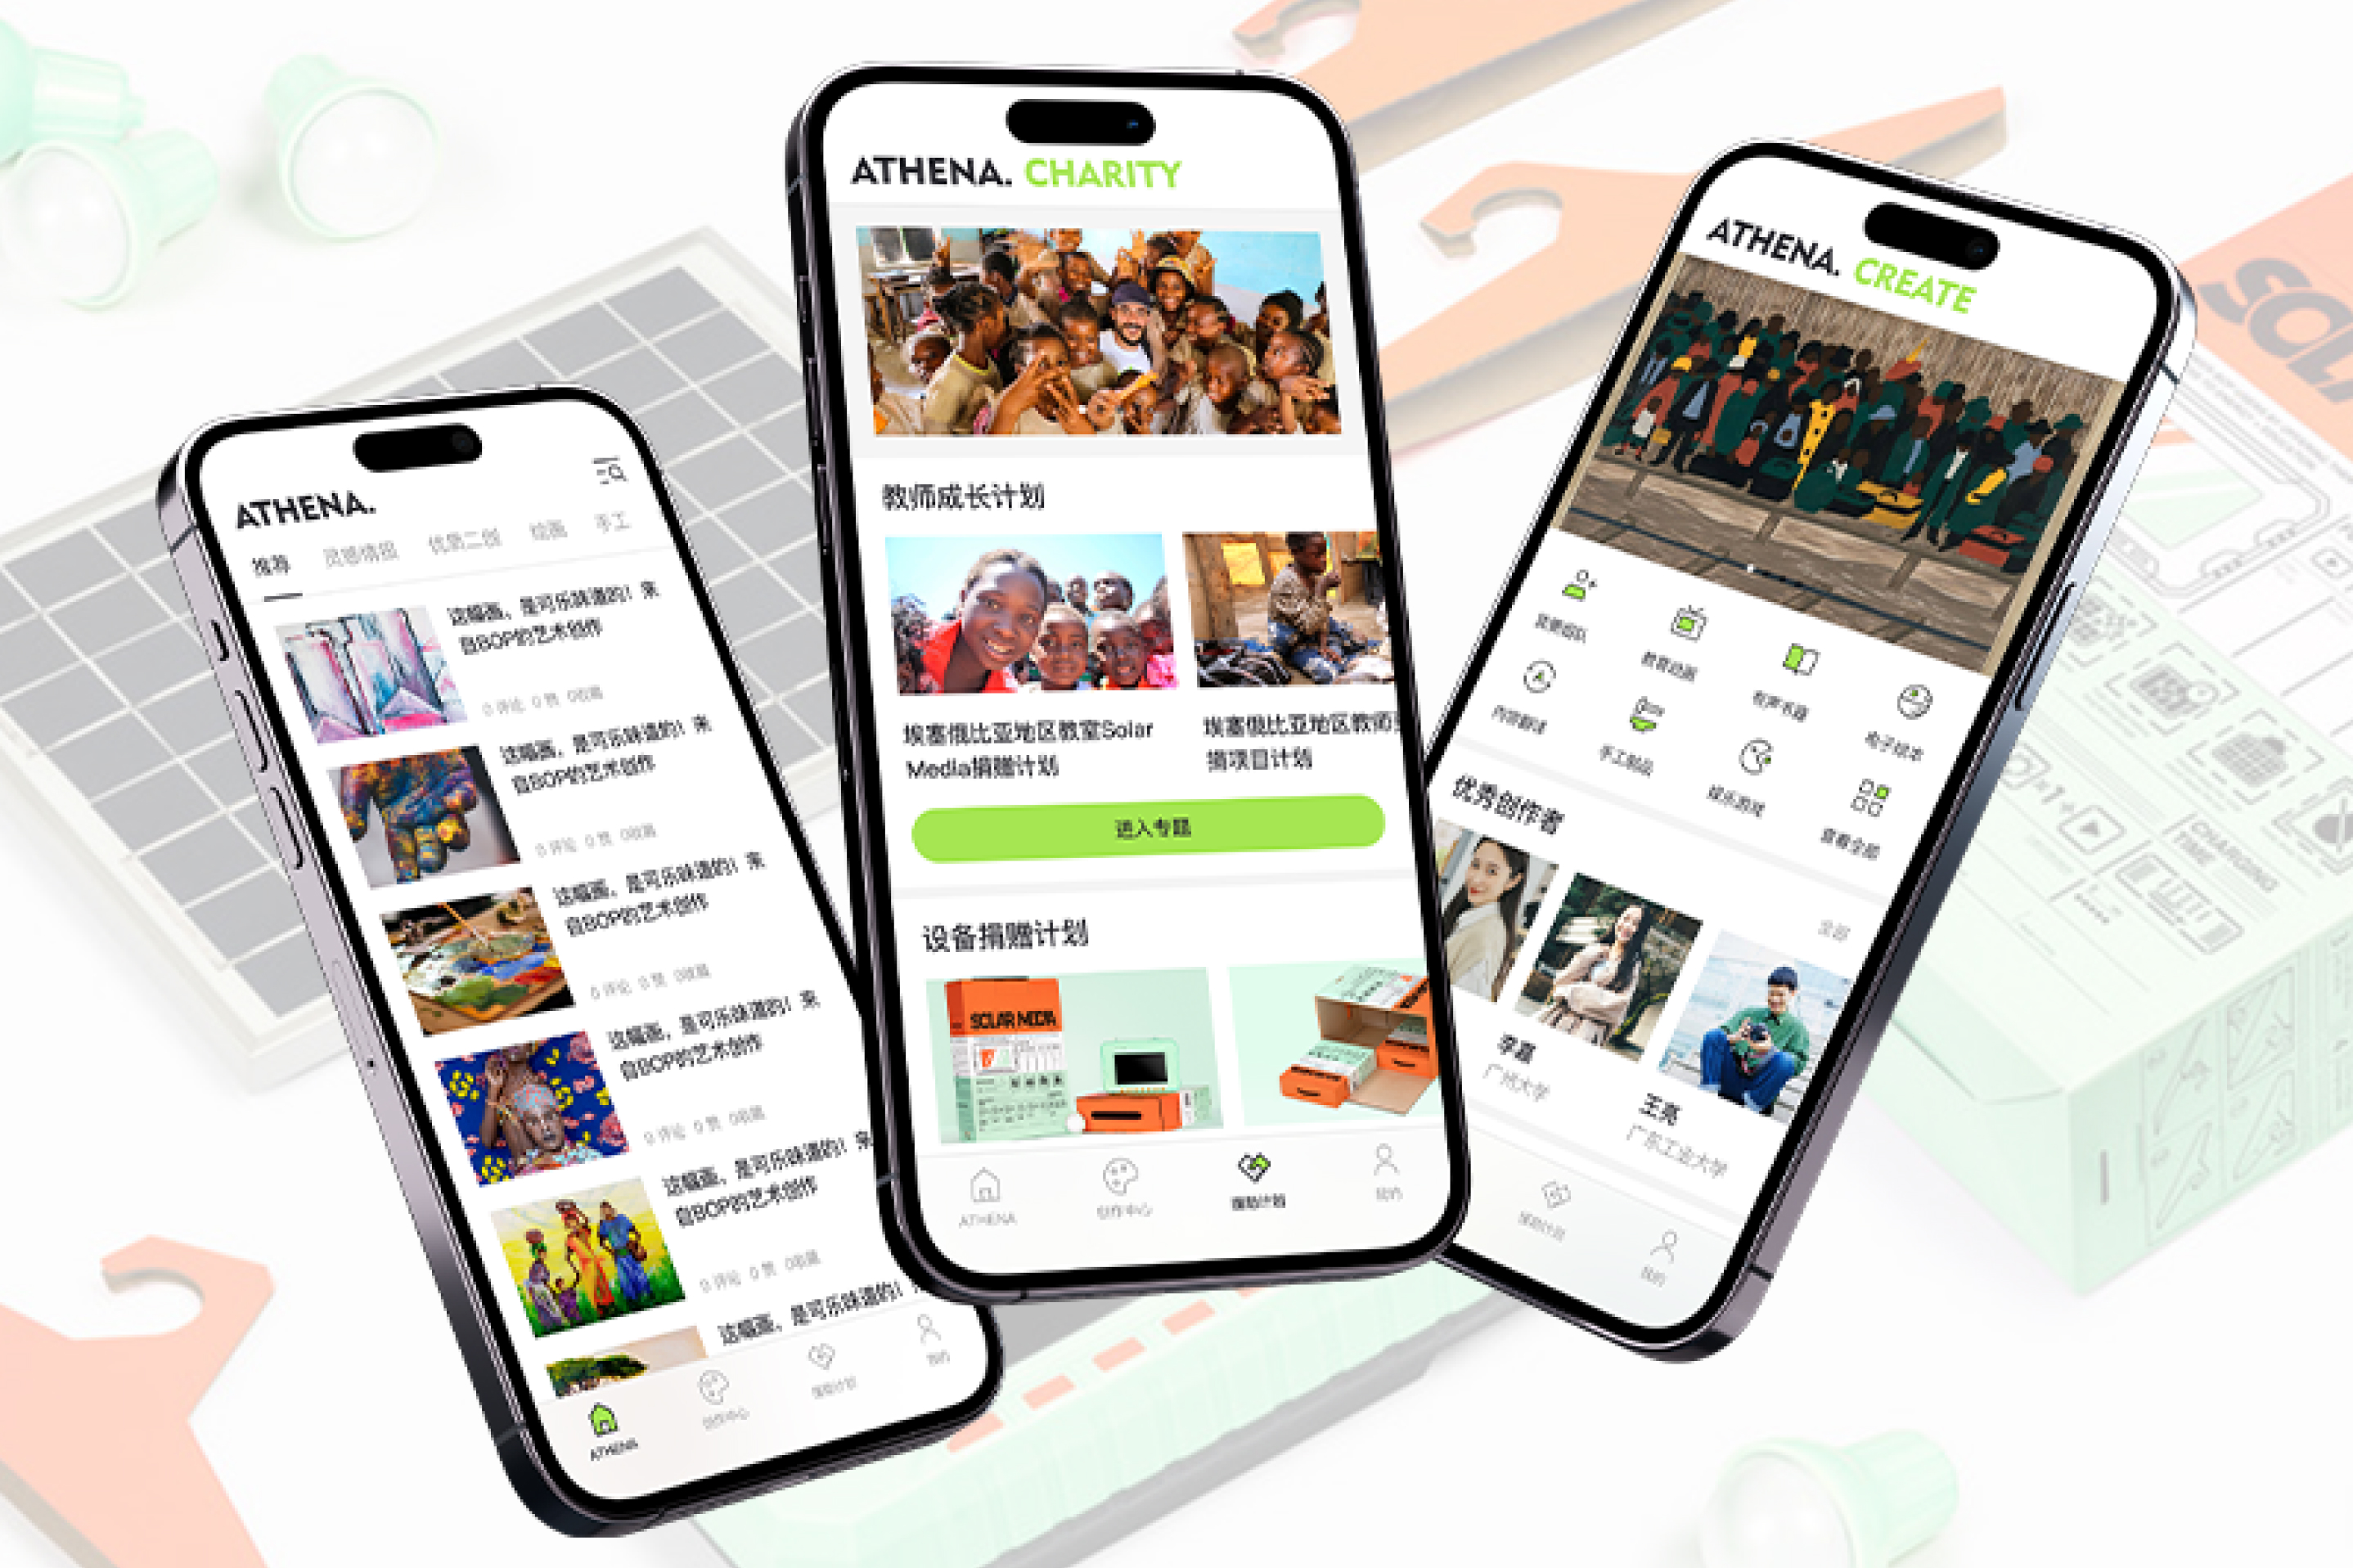 ATHENA.
推荐 灵感情报 优质二创 绘画 手工
这幅画，是可乐味道的！来
自BOP的艺术创作
0 评论 0 赞 0收藏
这幅画，是可乐味道的！来
自BOP的艺术创作
0 评论 0 赞 0收藏
这幅画，是可乐味道的！来
自BOP的艺术创作
0 评论 0 赞 0收藏
这幅画，是可乐味道的！来
自BOP的艺术创作
0 评论 0 赞 0收藏
这幅画，是可乐味道的！来
自BOP的艺术创作
0 评论 0 赞 0收藏
这幅画，是可乐味道的！
ATHENA 创作中心 援助计划 我的
ATHENA. CHARITY
教师成长计划
埃塞俄比亚地区教室Solar
Media捐赠计划
埃塞俄比亚地区教师
捐项目计划
进入专题
设备捐赠计划
SOLAR MEDIA
ATHENA 创作中心 援助计划 我的
ATHENA. CREATE
教育动画 有声书籍 电子绘本
内容翻译 手工制品 娱乐游戏 查看全部
优秀创作者
全部
广州大学
王亮
广东工业大学
援助计划 我的
CHARGING
TIME